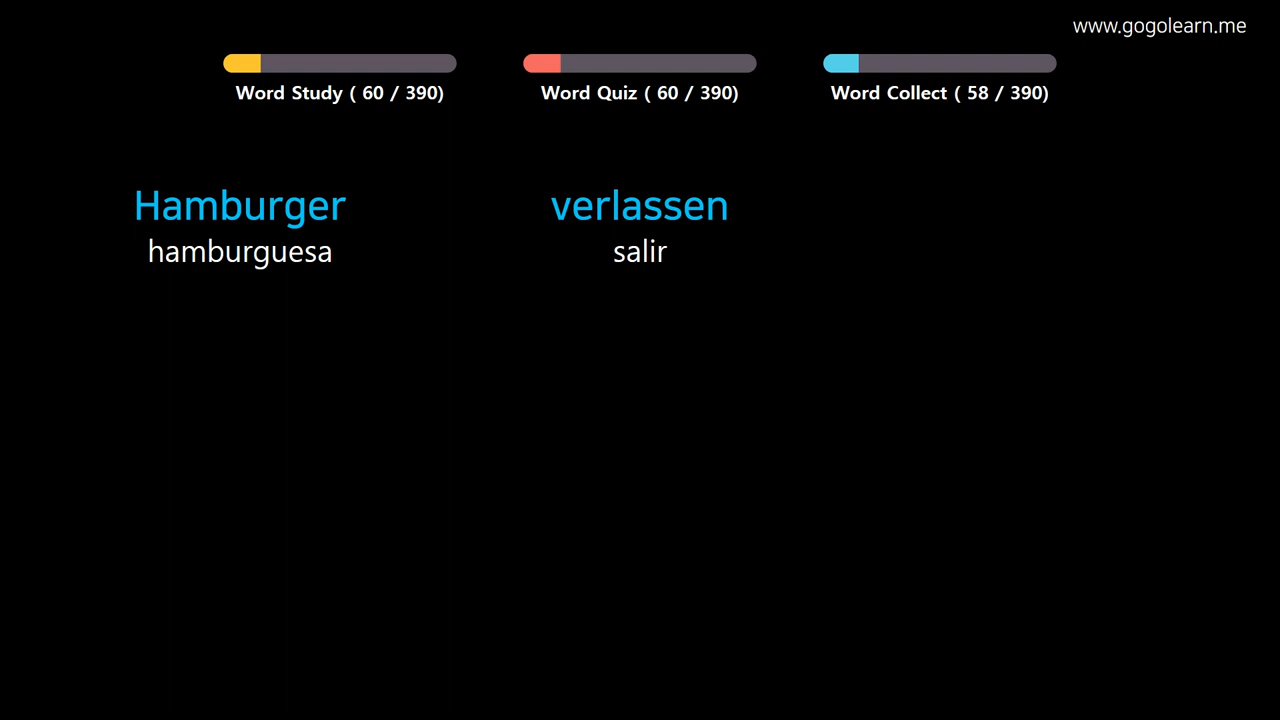 www.gogolearn.me
Word Study ( 60 / 390)
Word Quiz ( 60 / 390)
Word Collect ( 58 / 390)
Hamburger
hamburguesa
verlassen
salir